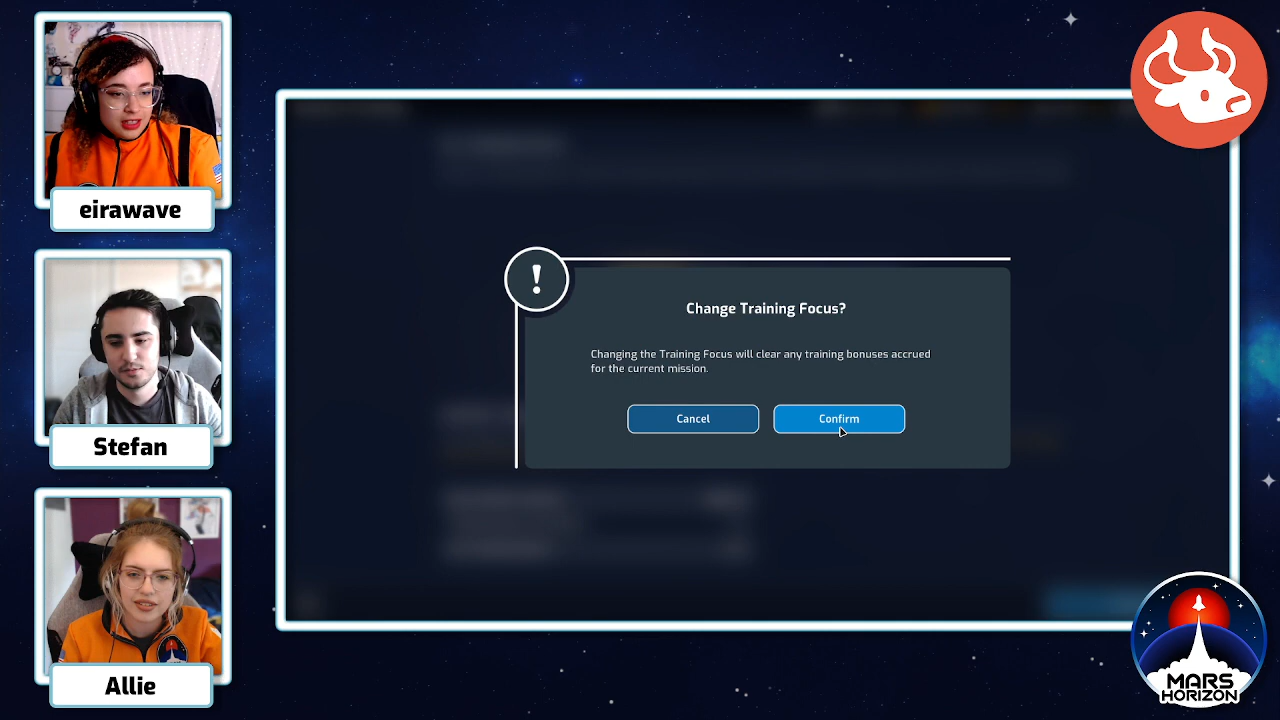 eirawave
Stefan
Allie
!
Change Training Focus?
Changing the Training Focus will clear any training bonuses accrued
for the current mission.
Cancel
Confirm
MARS
HORIZON